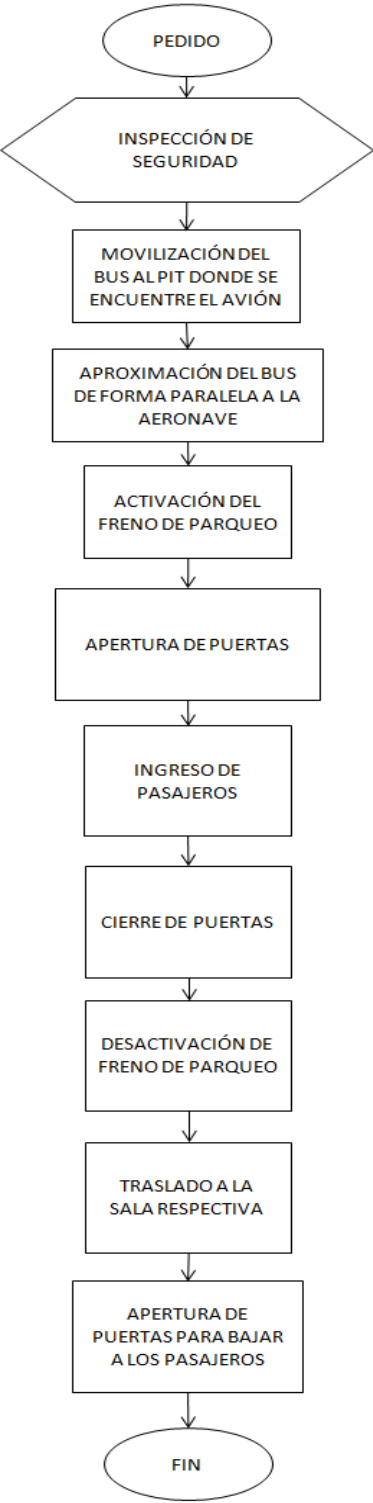 PEDIDO
INSPECCIÓN DE
SEGURIDAD
MOVILIZACIÓN DEL
BUS AL PIT DONDE SE
ENCUENTRE EL AVIÓN
APROXIMACIÓN DEL BUS
DE FORMA PARALELA A LA
AERONAVE
ACTIVACIÓN DEL
FRENO DE PARQUEO
APERTURA DE PUERTAS
INGRESO DE
PASAJEROS
CIERRE DE PUERTAS
DESACTIVACIÓN DE
FRENO DE PARQUEO
TRASLADO A LA
SALA RESPECTIVA
APERTURA DE
PUERTAS PARA BAJAR
A LOS PASAJEROS
FIN